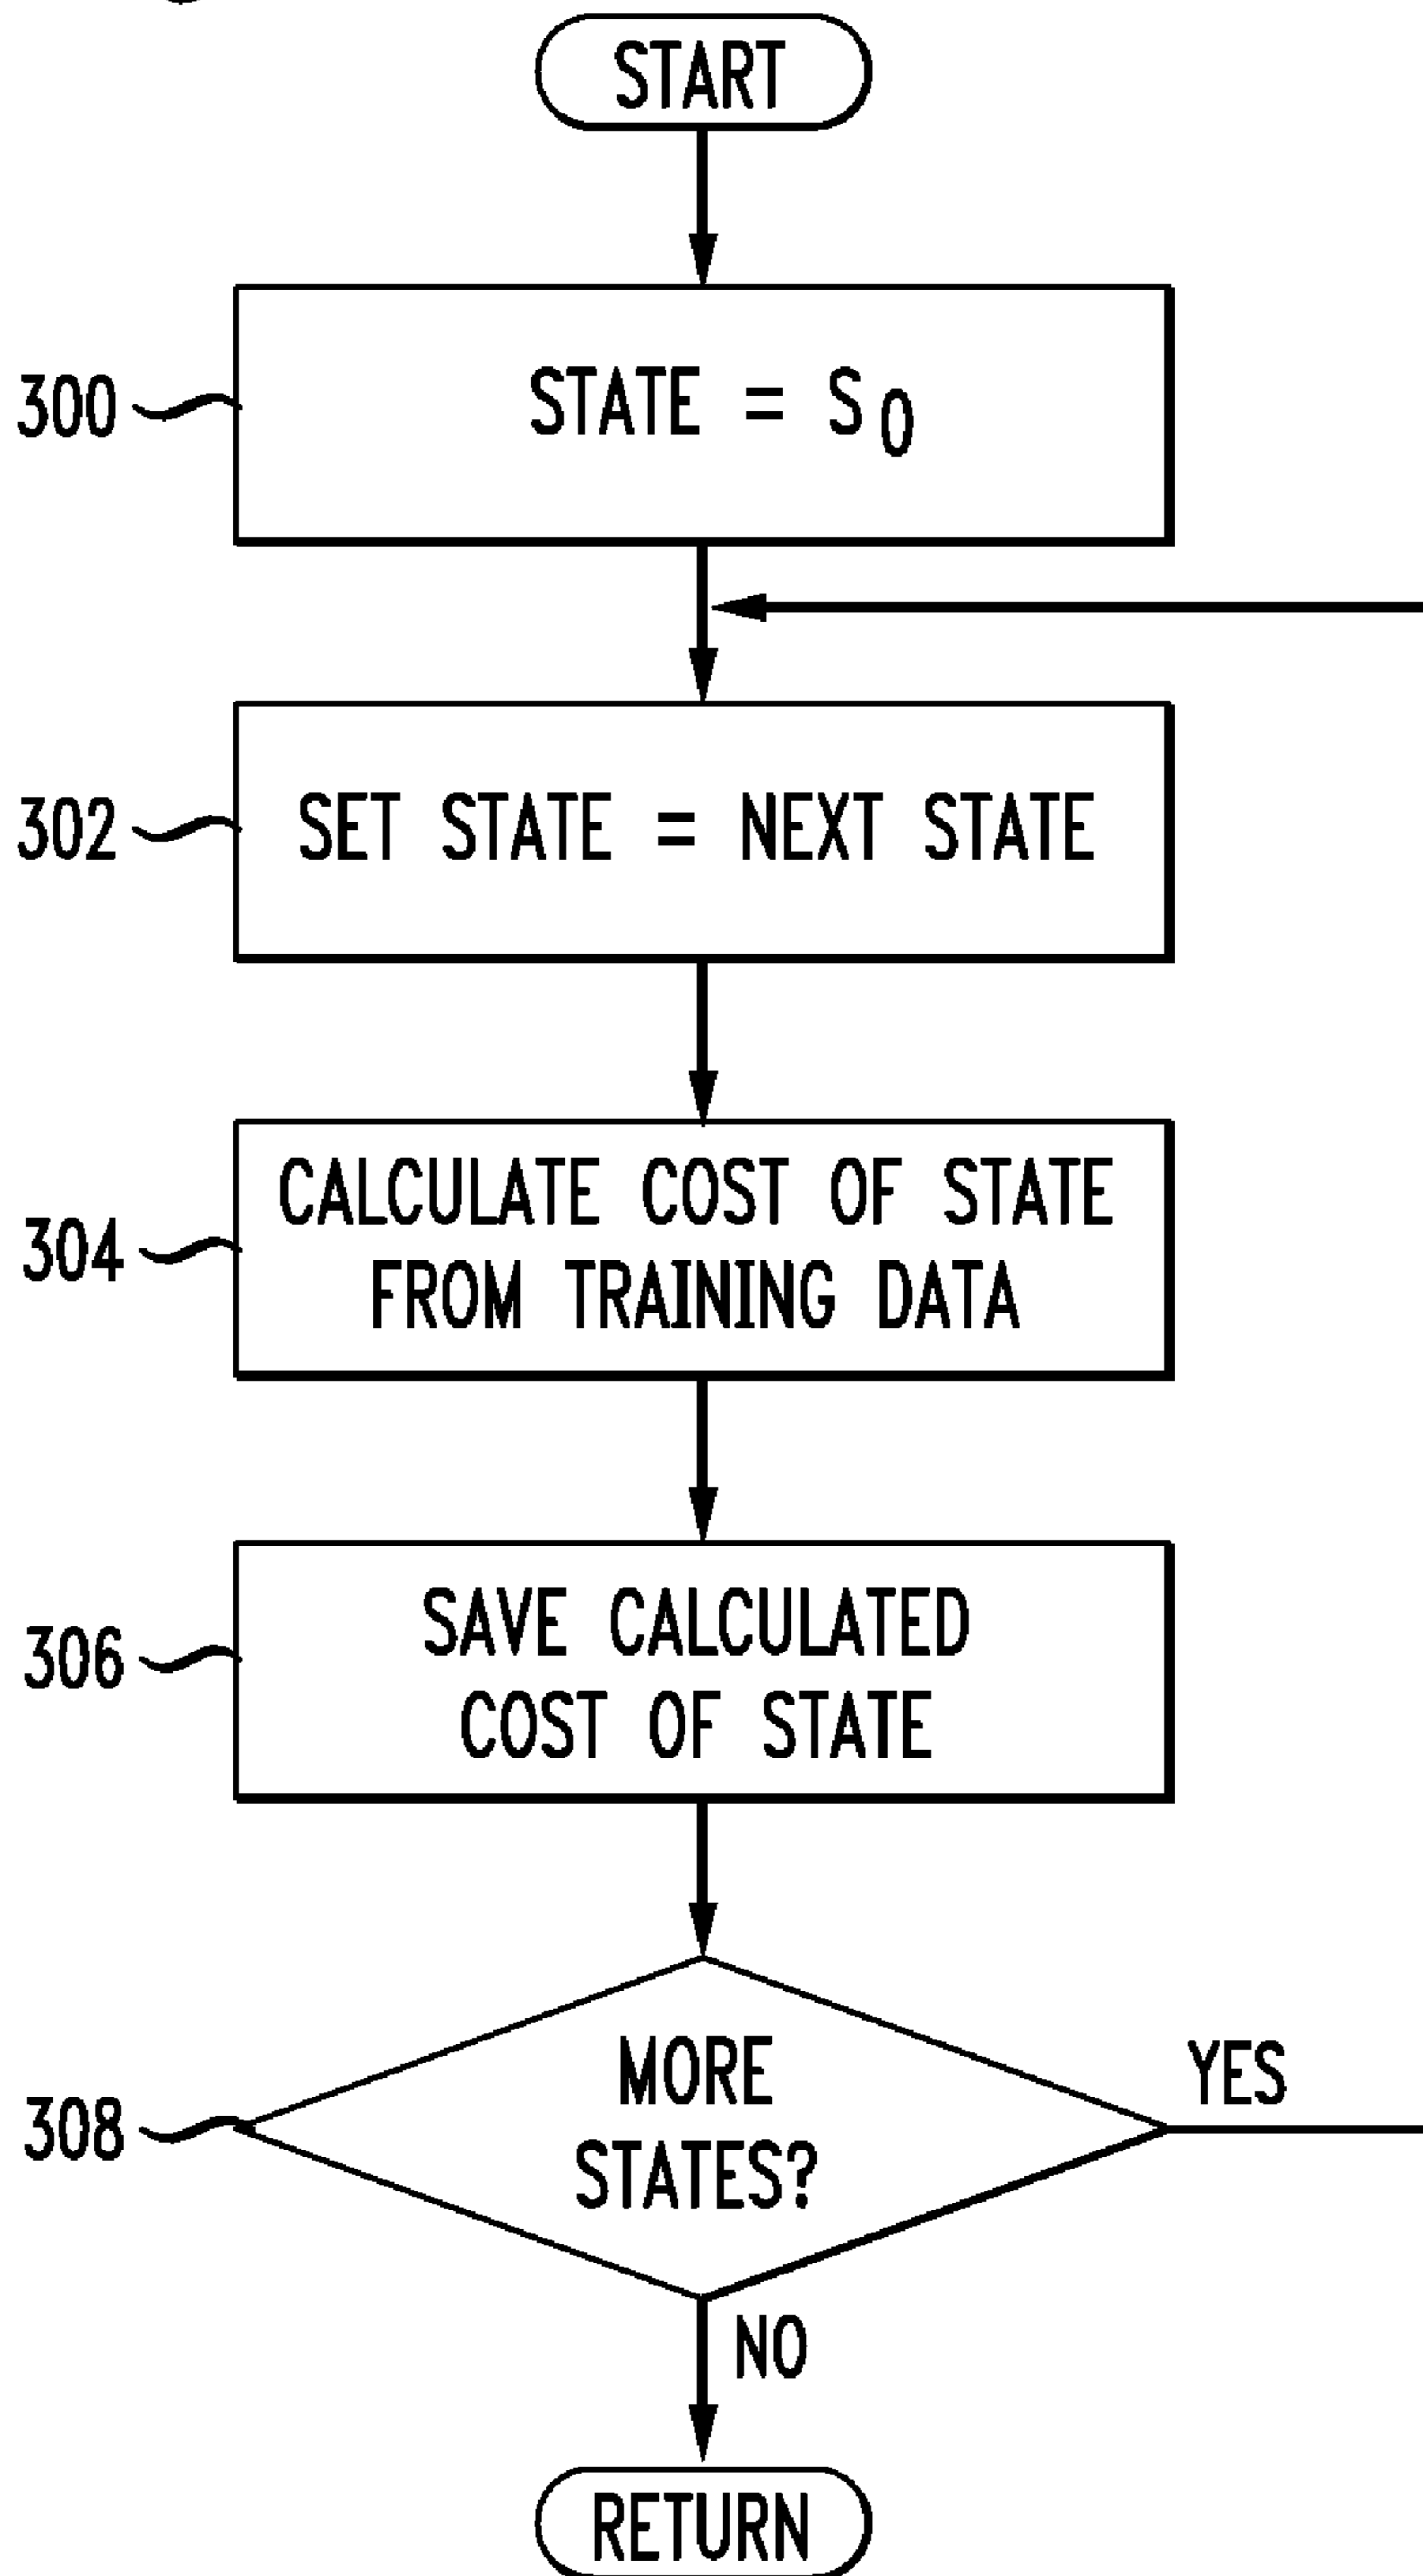 START
300
STATE = S0
302
SET STATE = NEXT STATE
304
CALCULATE COST OF STATE
FROM TRAINING DATA
306
SAVE CALCULATED
COST OF STATE
308
MORE
STATES?
YES
NO
RETURN